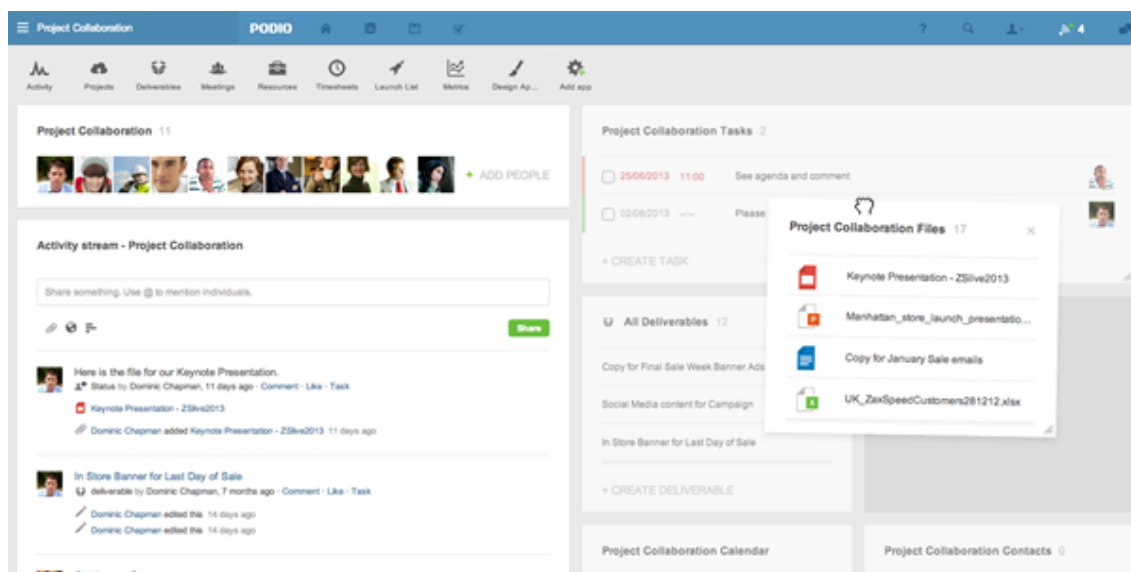 Project Collaboration
PODIO
?
4
Activity
Projects
Deliverables
Meetings
Resources
Timesheets
Launch List
Metrics
Design Ap...
Add app
Project Collaboration 11
+ ADD PEOPLE
Activity stream - Project Collaboration
Share something. Use @ to mention individuals.
Share
Here is the file for our Keynote Presentation.
Status by Dominic Chapman, 11 days ago · Comment · Like · Task
Keynote Presentation - ZSlive2013
Dominic Chapman added Keynote Presentation - ZSlive2013 11 days ago
In Store Banner for Last Day of Sale
deliverable by Dominic Chapman, 7 months ago · Comment · Like · Task
Dominic Chapman edited this 14 days ago
Dominic Chapman edited this 14 days ago
Project Collaboration Tasks 2
25/06/2013 11:00 See agenda and comment
02/08/2013 --:-- Please
+ CREATE TASK
All Deliverables 12
Copy for Final Sale Week Banner Ads
Social Media content for Campaign
In Store Banner for Last Day of Sale
+ CREATE DELIVERABLE
Project Collaboration Files 17
×
Keynote Presentation - ZSlive2013
P
Manhattan_store_launch_presentatio...
Copy for January Sale emails
X
UK_ZaxSpeedCustomers281212.xlsx
Project Collaboration Calendar
Project Collaboration Contacts 0